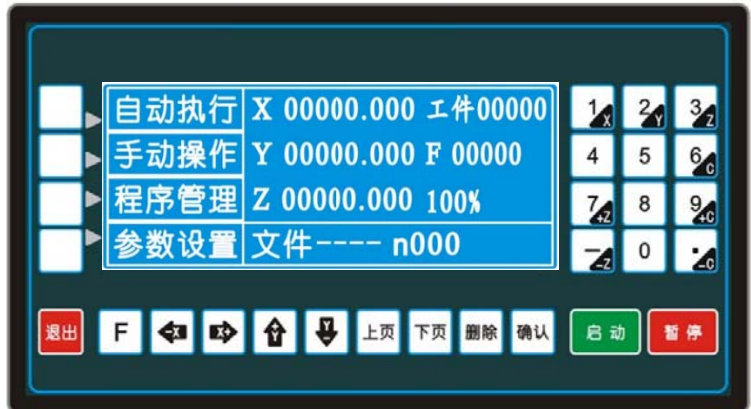 自动执行 X 00000.000 工件00000
手动操作 Y 00000.000 F 00000
程序管理 Z 00000.000 100%
参数设置 文件---- n000
1 X 2 Y 3 Z
4 5 6 C
7 +Z 8 9 +C
— -Z 0 . -C
退出 F -X X+ Y+ Y- 上页 下页 删除 确认 启动 暂停